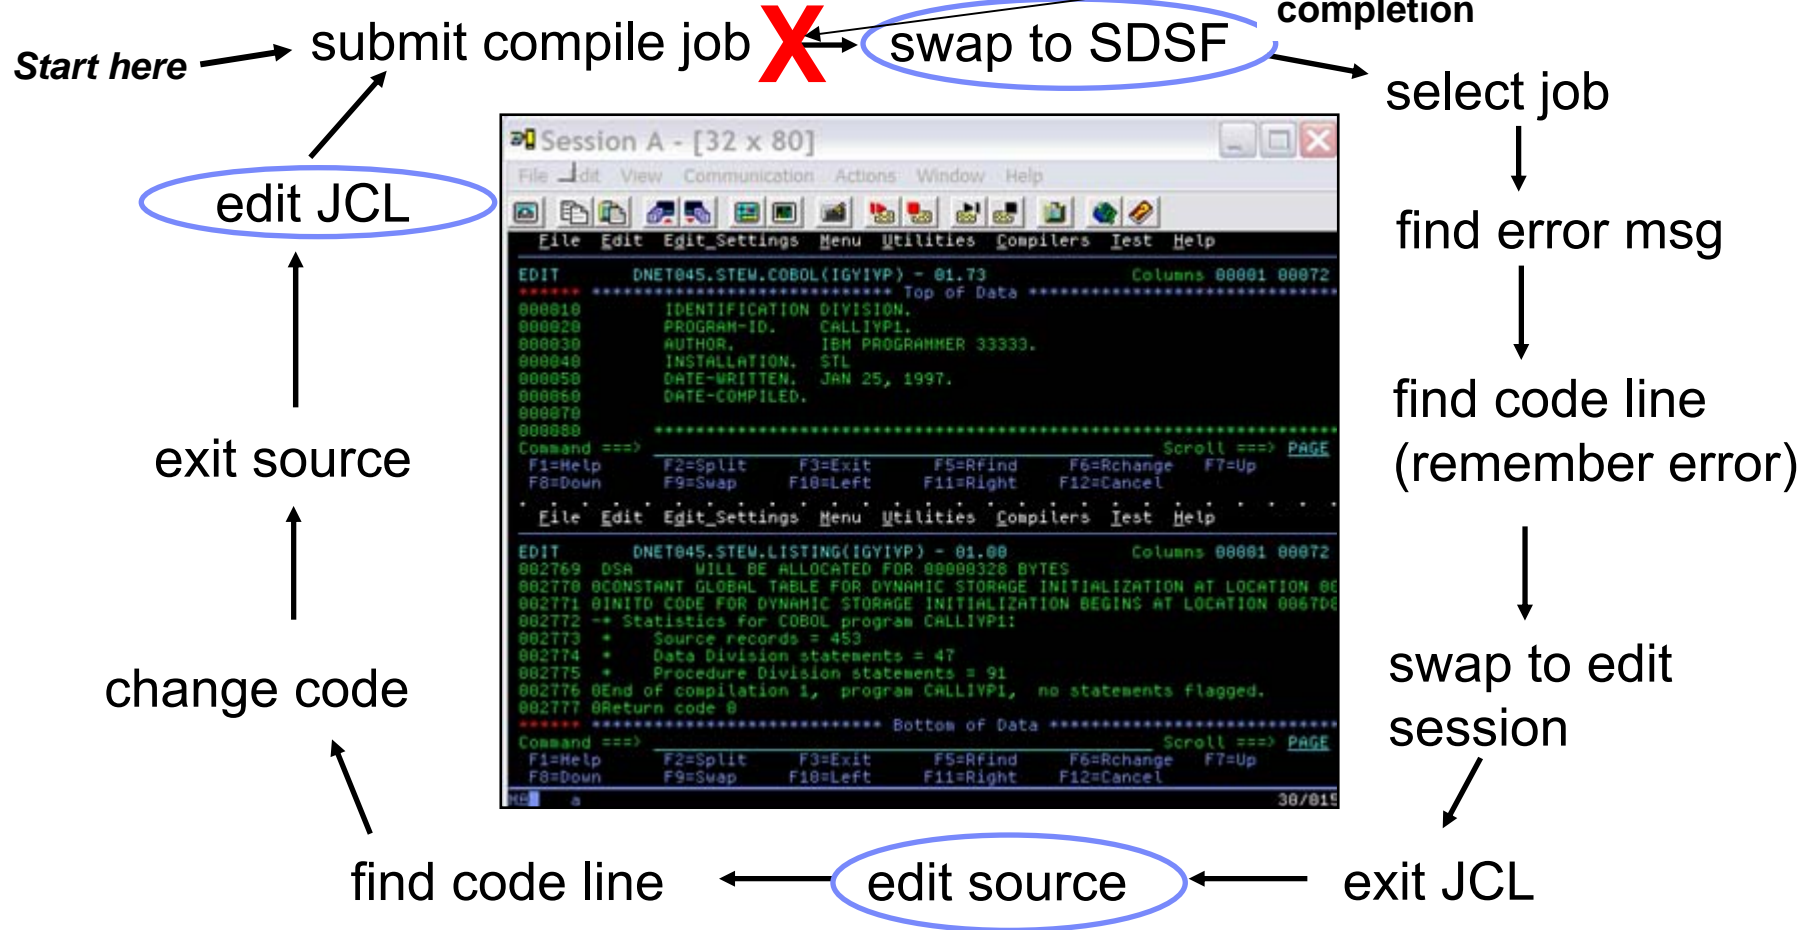 completion
Start here
submit compile job
X
swap to SDSF
select job
find error msg
find code line
(remember error)
swap to edit
session
exit JCL
edit source
find code line
change code
exit source
edit JCL
Session A - [32 x 80]
File Edit View Communication Actions Window Help
File Edit Edit_Settings Menu Utilities Compilers Test Help
EDIT DNET045.STEW.COBOL(IGYIVP) - 01.73 Columns 00001 00072
****** ****************************** Top of Data ******************************
000010 IDENTIFICATION DIVISION.
000020 PROGRAM-ID. CALLIVP1.
000030 AUTHOR. IBM PROGRAMMER 33333.
000040 INSTALLATION. STL
000050 DATE-WRITTEN. JAN 25, 1997.
000060 DATE-COMPILED.
000070
000080 ******************************************************************
Command ===> Scroll ===> PAGE
F1=Help F2=Split F3=Exit F5=Rfind F6=Rchange F7=Up
F8=Down F9=Swap F10=Left F11=Right F12=Cancel
File Edit Edit_Settings Menu Utilities Compilers Test Help
EDIT DNET045.STEW.LISTING(IGYIVP) - 01.00 Columns 00001 00072
002769 DSA WILL BE ALLOCATED FOR 00000328 BYTES
002770 0CONSTANT GLOBAL TABLE FOR DYNAMIC STORAGE INITIALIZATION AT LOCATION
002771 0INITD CODE FOR DYNAMIC STORAGE INITIALIZATION BEGINS AT LOCATION 0067D8
002772 -* Statistics for COBOL program CALLIVP1:
002773 * Source records = 453
002774 * Data Division statements = 47
002775 * Procedure Division statements = 91
002776 0End of compilation 1, program CALLIVP1, no statements flagged.
002777 0Return code 0
****** **************************** Bottom of Data ****************************
Command ===> Scroll ===> PAGE
F1=Help F2=Split F3=Exit F5=Rfind F6=Rchange F7=Up
F8=Down F9=Swap F10=Left F11=Right F12=Cancel
a 30/015